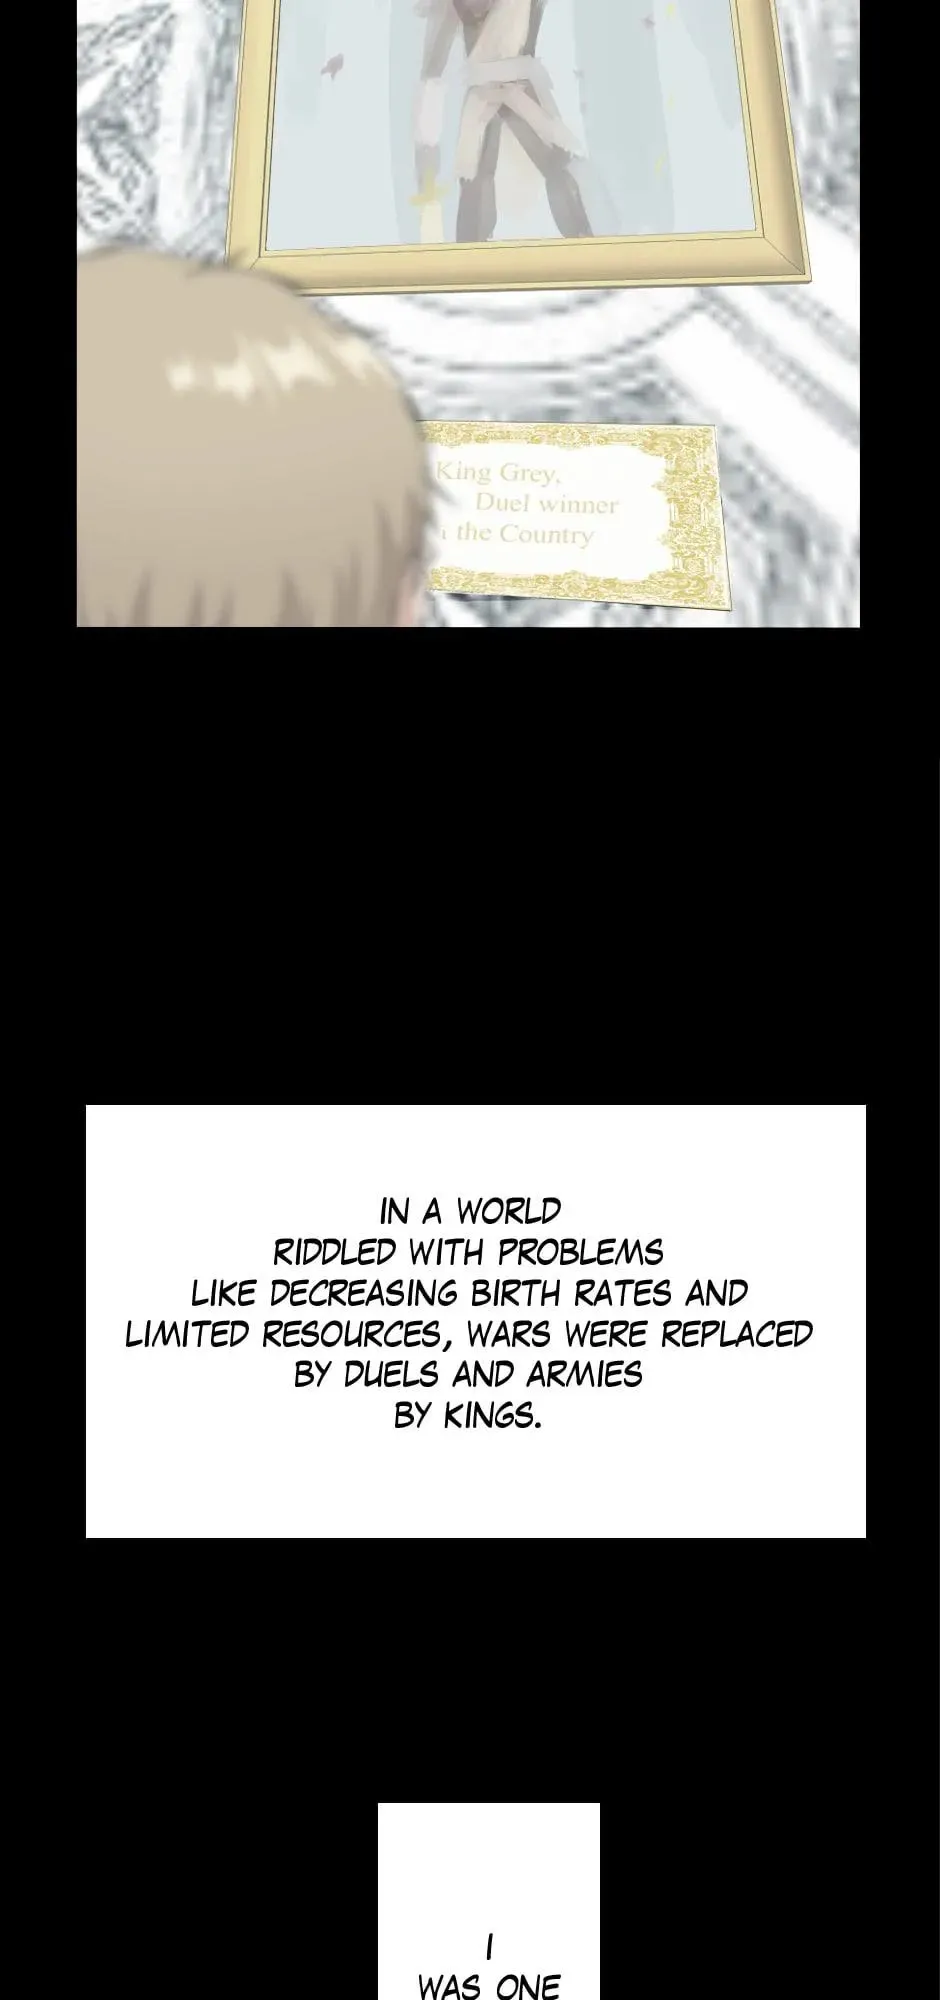 King Grey,
Duel winner
the Country
IN A WORLD
RIDDLED WITH PROBLEMS
LIKE DECREASING BIRTH RATES AND
LIMITED RESOURCES, WARS WERE REPLACED
BY DUELS AND ARMIES
BY KINGS.
I
WAS ONE